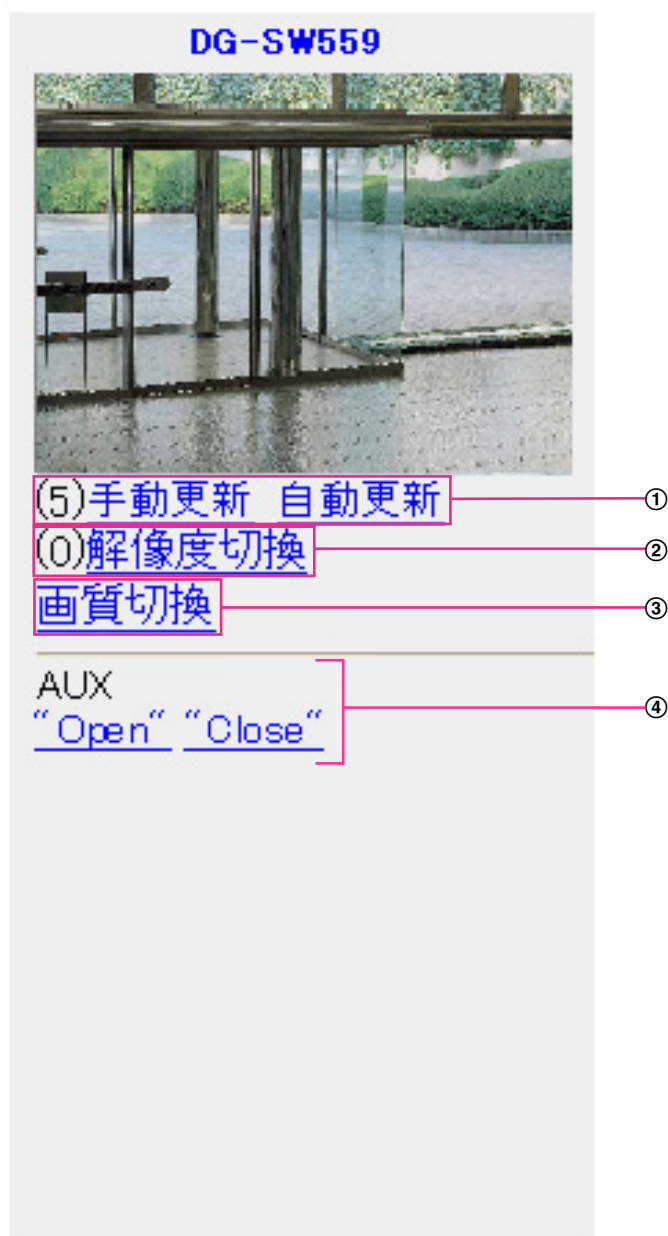 DG-SW559
(5)手動更新 自動更新 ①
(0)解像度切換 ②
画質切換 ③
AUX ④
"Open" "Close"